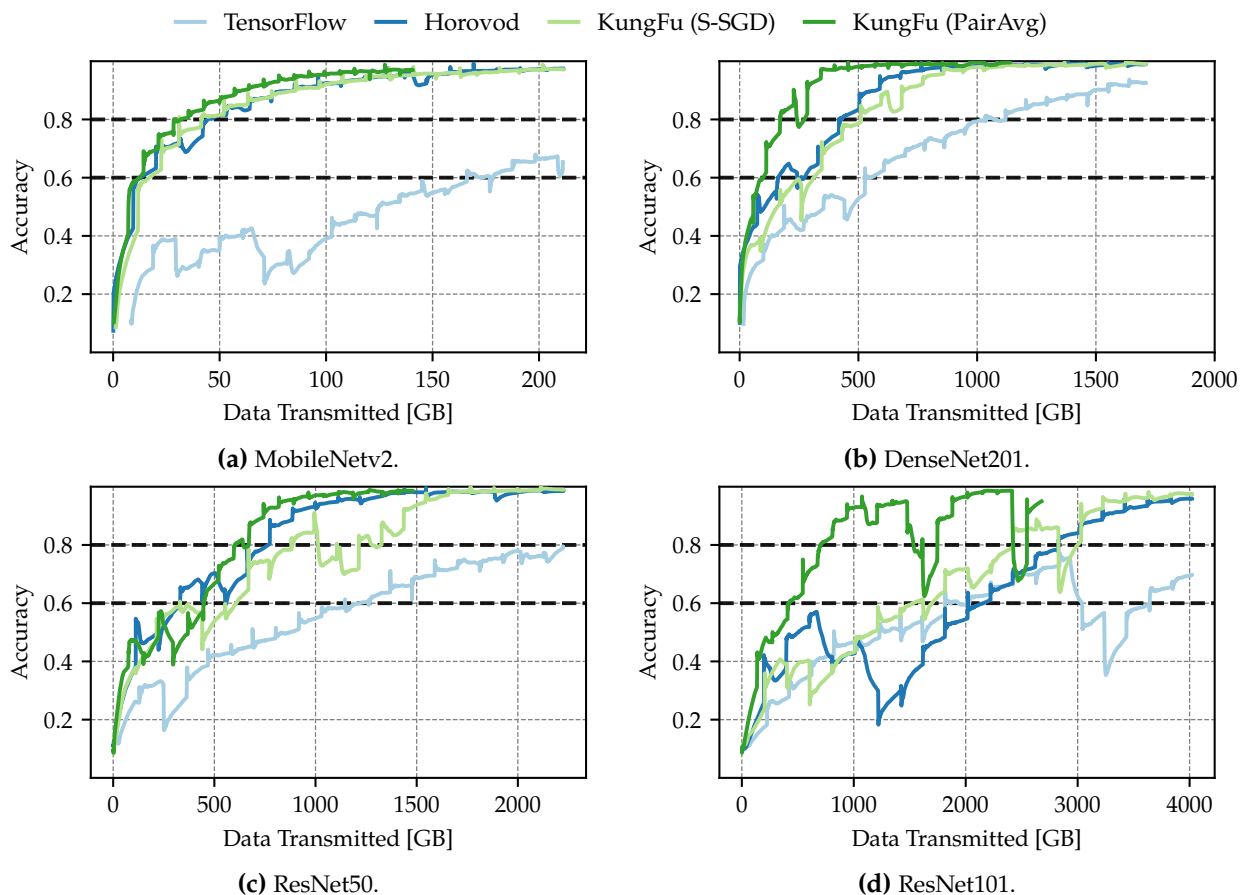 TensorFlow Horovod KungFu (S-SGD) KungFu (PairAvg)
Accuracy
0.8
0.6
0.4
0.2
0 50 100 150 200
Data Transmitted [GB]
(a) MobileNetv2.
Accuracy
0.8
0.6
0.4
0.2
0 500 1000 1500 2000
Data Transmitted [GB]
(b) DenseNet201.
Accuracy
0.8
0.6
0.4
0.2
0 500 1000 1500 2000
Data Transmitted [GB]
(c) ResNet50.
Accuracy
0.8
0.6
0.4
0.2
0 1000 2000 3000 4000
Data Transmitted [GB]
(d) ResNet101.